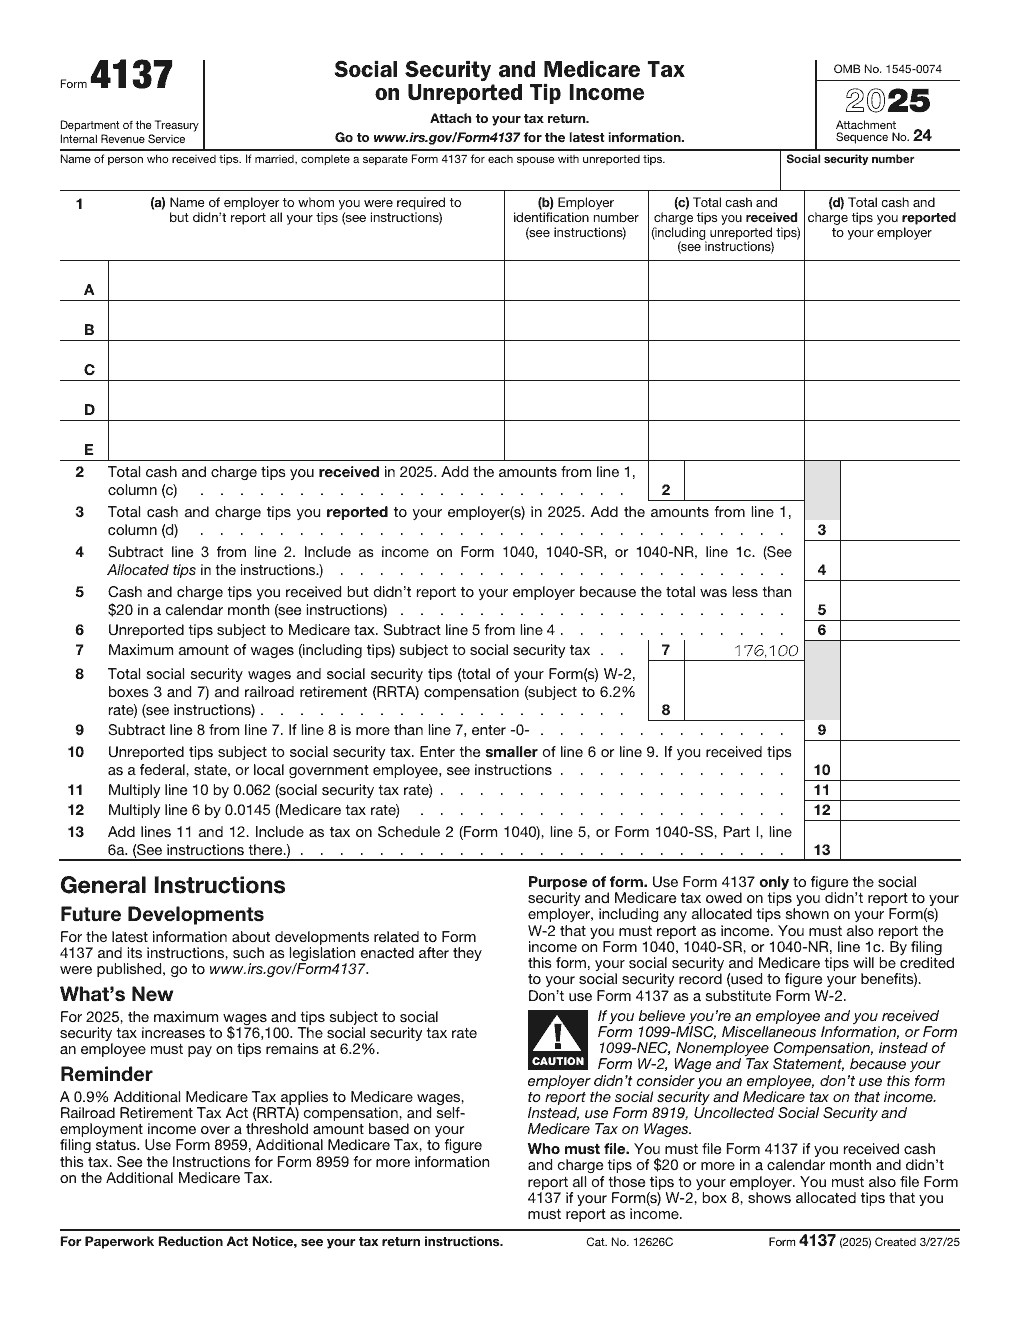 Form 4137
Department of the Treasury
Internal Revenue Service
Social Security and Medicare Tax
on Unreported Tip Income
Attach to your tax return.
Go to www.irs.gov/Form4137 for the latest information.
OMB No. 1545-0074
2025
Attachment
Sequence No. 24
Name of person who received tips. If married, complete a separate Form 4137 for each spouse with unreported tips.
Social security number
1
(a) Name of employer to whom you were required to
but didn't report all your tips (see instructions)
(b) Employer
identification number
(see instructions)
(c) Total cash and
charge tips you received
(including unreported tips)
(see instructions)
(d) Total cash and
charge tips you reported
to your employer
A
B
C
D
E
2 Total cash and charge tips you received in 2025. Add the amounts from line 1,
column (c) . . . . . . . . . . . . . . . . . . . 2
3 Total cash and charge tips you reported to your employer(s) in 2025. Add the amounts from line 1,
column (d) . . . . . . . . . . . . . . . . . . . . . . . . . . 3
4 Subtract line 3 from line 2. Include as income on Form 1040, 1040-SR, or 1040-NR, line 1c. (See
Allocated tips in the instructions.) . . . . . . . . . . . . . . . . . . . . 4
5 Cash and charge tips you received but didn't report to your employer because the total was less than
$20 in a calendar month (see instructions) . . . . . . . . . . . . . . . . . 5
6 Unreported tips subject to Medicare tax. Subtract line 5 from line 4 . . . . . . . . . . 6
7 Maximum amount of wages (including tips) subject to social security tax . . 7 176,100
8 Total social security wages and social security tips (total of your Form(s) W-2,
boxes 3 and 7) and railroad retirement (RRTA) compensation (subject to 6.2%
rate) (see instructions) . . . . . . . . . . . . . . . . 8
9 Subtract line 8 from line 7. If line 8 is more than line 7, enter -0- . . . . . . . . . . . 9
10 Unreported tips subject to social security tax. Enter the smaller of line 6 or line 9. If you received tips
as a federal, state, or local government employee, see instructions . . . . . . . . . . 10
11 Multiply line 10 by 0.062 (social security tax rate) . . . . . . . . . . . . . . . 11
12 Multiply line 6 by 0.0145 (Medicare tax rate) . . . . . . . . . . . . . . . . 12
13 Add lines 11 and 12. Include as tax on Schedule 2 (Form 1040), line 5, or Form 1040-SS, Part I, line
6a. (See instructions there.) . . . . . . . . . . . . . . . . . . . . . 13
General Instructions
Future Developments
For the latest information about developments related to Form
4137 and its instructions, such as legislation enacted after they
were published, go to www.irs.gov/Form4137.
What's New
For 2025, the maximum wages and tips subject to social
security tax increases to $176,100. The social security tax rate
an employee must pay on tips remains at 6.2%.
Reminder
A 0.9% Additional Medicare Tax applies to Medicare wages,
Railroad Retirement Tax Act (RRTA) compensation, and self-
employment income over a threshold amount based on your
filing status. Use Form 8959, Additional Medicare Tax, to figure
this tax. See the Instructions for Form 8959 for more information
on the Additional Medicare Tax.
Purpose of form. Use Form 4137 only to figure the social
security and Medicare tax owed on tips you didn't report to your
employer, including any allocated tips shown on your Form(s)
W-2 that you must report as income. You must also report the
income on Form 1040, 1040-SR, or 1040-NR, line 1c. By filing
this form, your social security and Medicare tips will be credited
to your social security record (used to figure your benefits).
Don't use Form 4137 as a substitute Form W-2.
CAUTION
If you believe you're an employee and you received
Form 1099-MISC, Miscellaneous Information, or Form
1099-NEC, Nonemployee Compensation, instead of
Form W-2, Wage and Tax Statement, because your
employer didn't consider you an employee, don't use this form
to report the social security and Medicare tax on that income.
Instead, use Form 8919, Uncollected Social Security and
Medicare Tax on Wages.
Who must file. You must file Form 4137 if you received cash
and charge tips of $20 or more in a calendar month and didn't
report all of those tips to your employer. You must also file Form
4137 if your Form(s) W-2, box 8, shows allocated tips that you
must report as income.
For Paperwork Reduction Act Notice, see your tax return instructions.
Cat. No. 12626C
Form 4137 (2025) Created 3/27/25